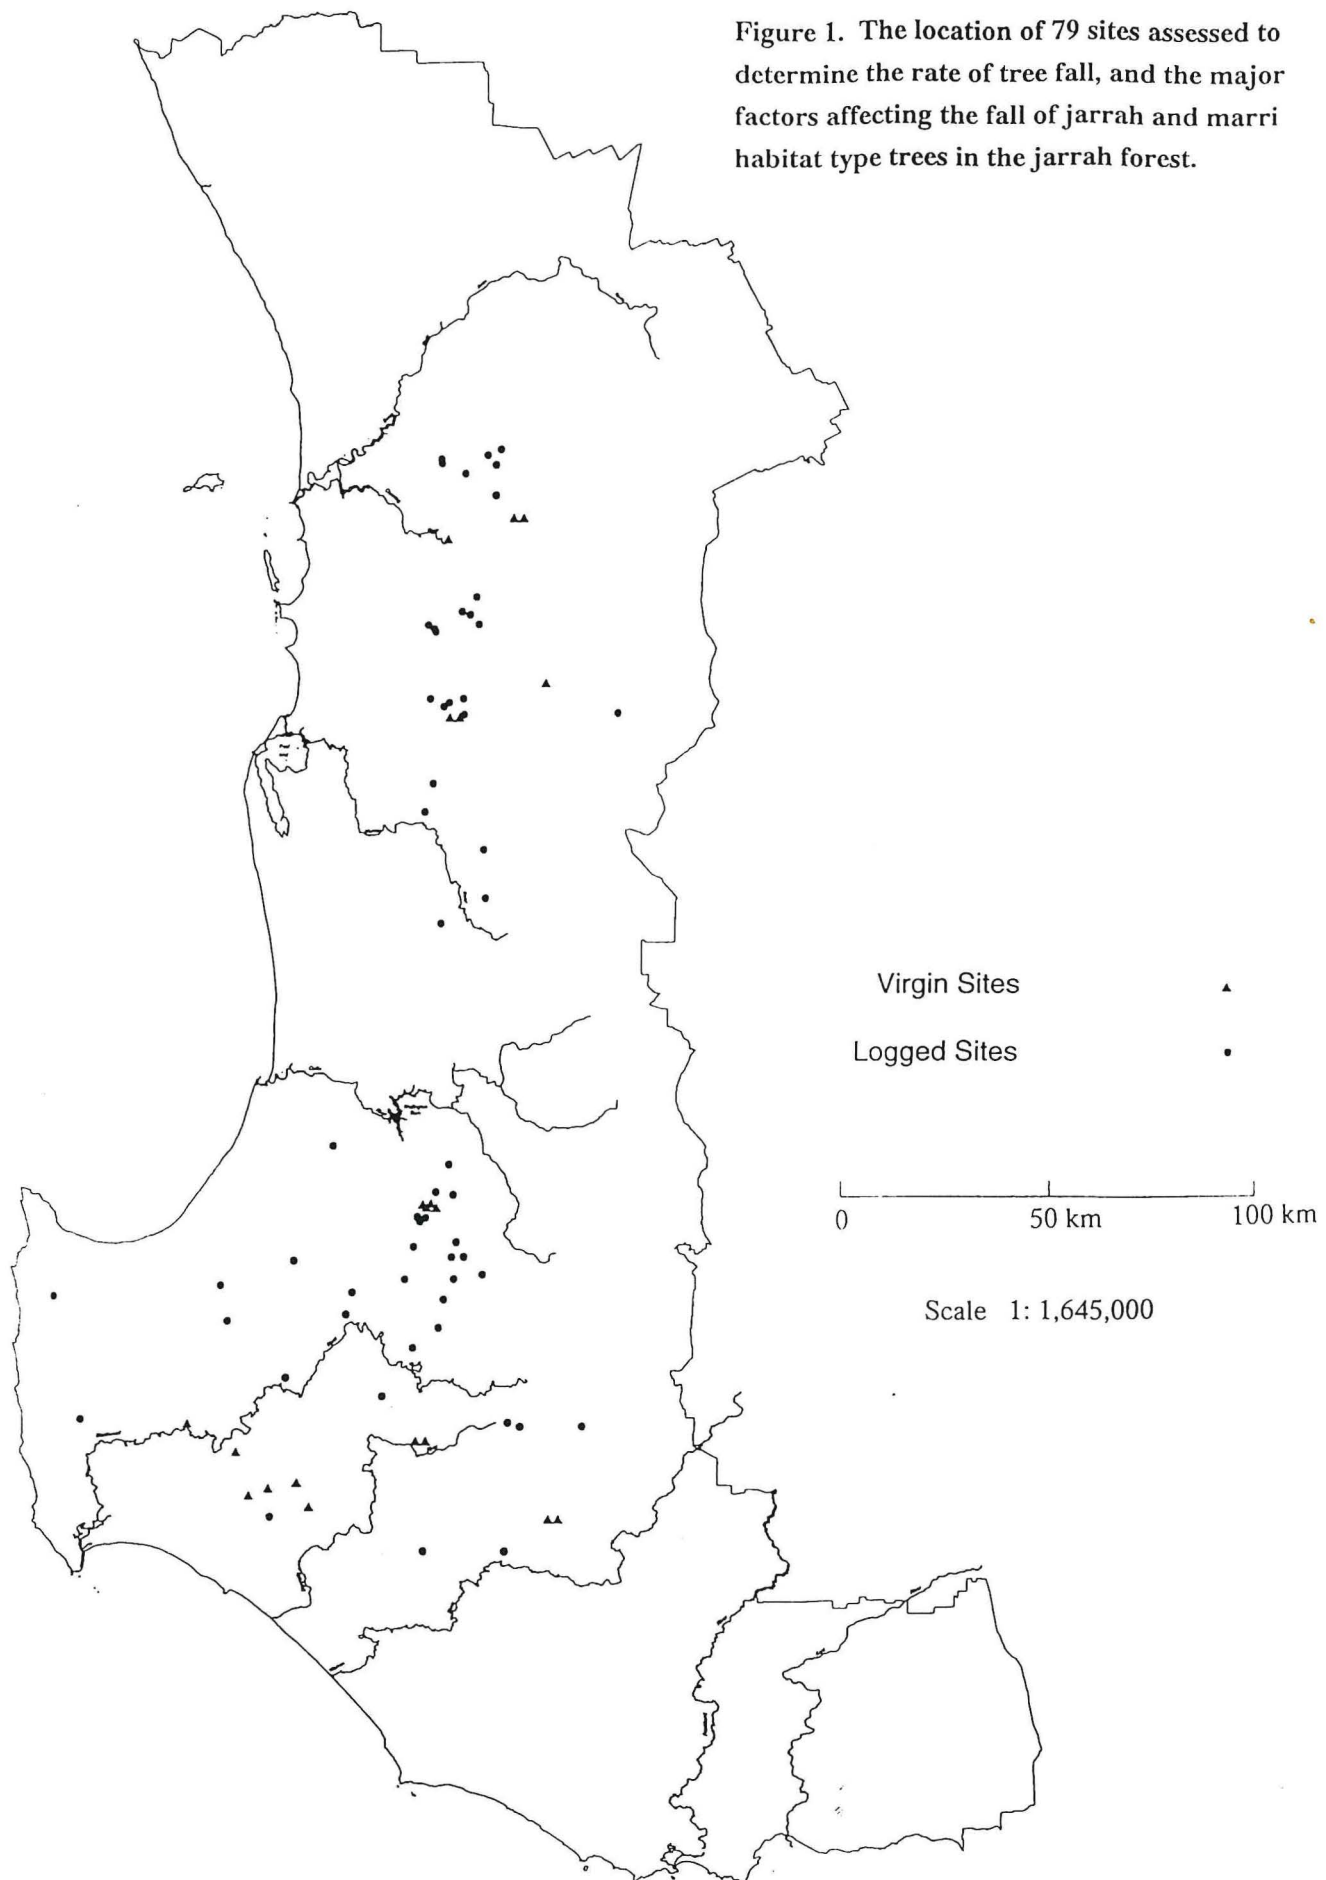 Figure 1. The location of 79 sites assessed to
determine the rate of tree fall, and the major
factors affecting the fall of jarrah and marri
habitat type trees in the jarrah forest.
Virgin Sites
Logged Sites
0 50 km 100 km
Scale 1: 1,645,000